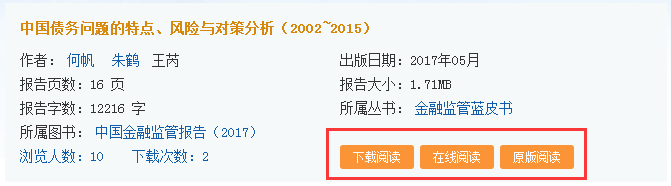 中国债务问题的特点、风险与对策分析（2002~2015）
作者： 何帆 朱鹤 王芮 出版日期：2017年05月
报告页数：16 页 报告大小：1.71MB
报告字数：12216 字 所属丛书： 金融监管蓝皮书
所属图书： 中国金融监管报告（2017）
浏览人数：10 下载次数：2 下载阅读 在线阅读 原版阅读